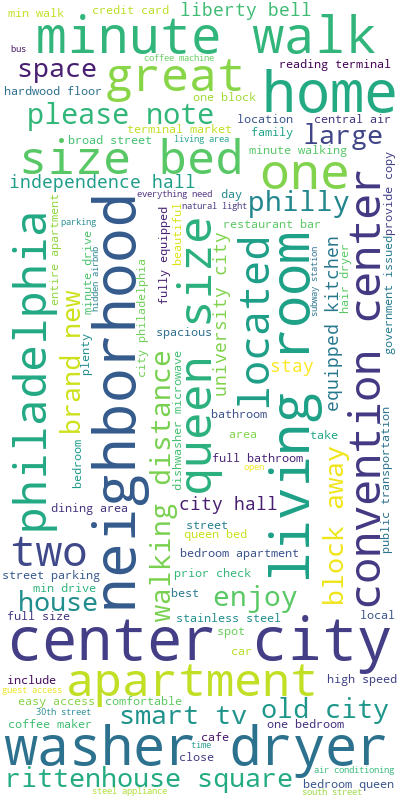 min walk
credit card
liberty bell
minute walk
bus
coffee machine
space
great
reading terminal
home
hardwood floor
one block
please note
terminal market
location
central air
family
large
broad street
living area
size bed
one
minute walking
independence hall
everything need
day
philly
natural light
parking
entire apartment
minute drive
hidden airbnb
fully equipped
beautiful
restaurant bar
provide copy
government issued
philadelphia
neighborhood
queen size
university city
located
living room
subway station
equipped kitchen
hair dryer
convention center
brand new
plenty
city philadelphia
spacious
walking distance
dishwasher microwave
stay
bathroom
take
area
bedroom
full bathroom
open
block away
public transportation
dining area
city hall
street
two
queen bed
bedroom apartment
street parking
min drive
prior check
house
best
enjoy
full size
stainless steel
local
spot
center city
car
include
apartment
high speed
guest access
easy access
comfortable
30th street
smart tv
old city
coffee maker
cafe
one bedroom
time
washer dryer
close
air conditioning
rittenhouse square
bedroom queen
steel appliance
south street